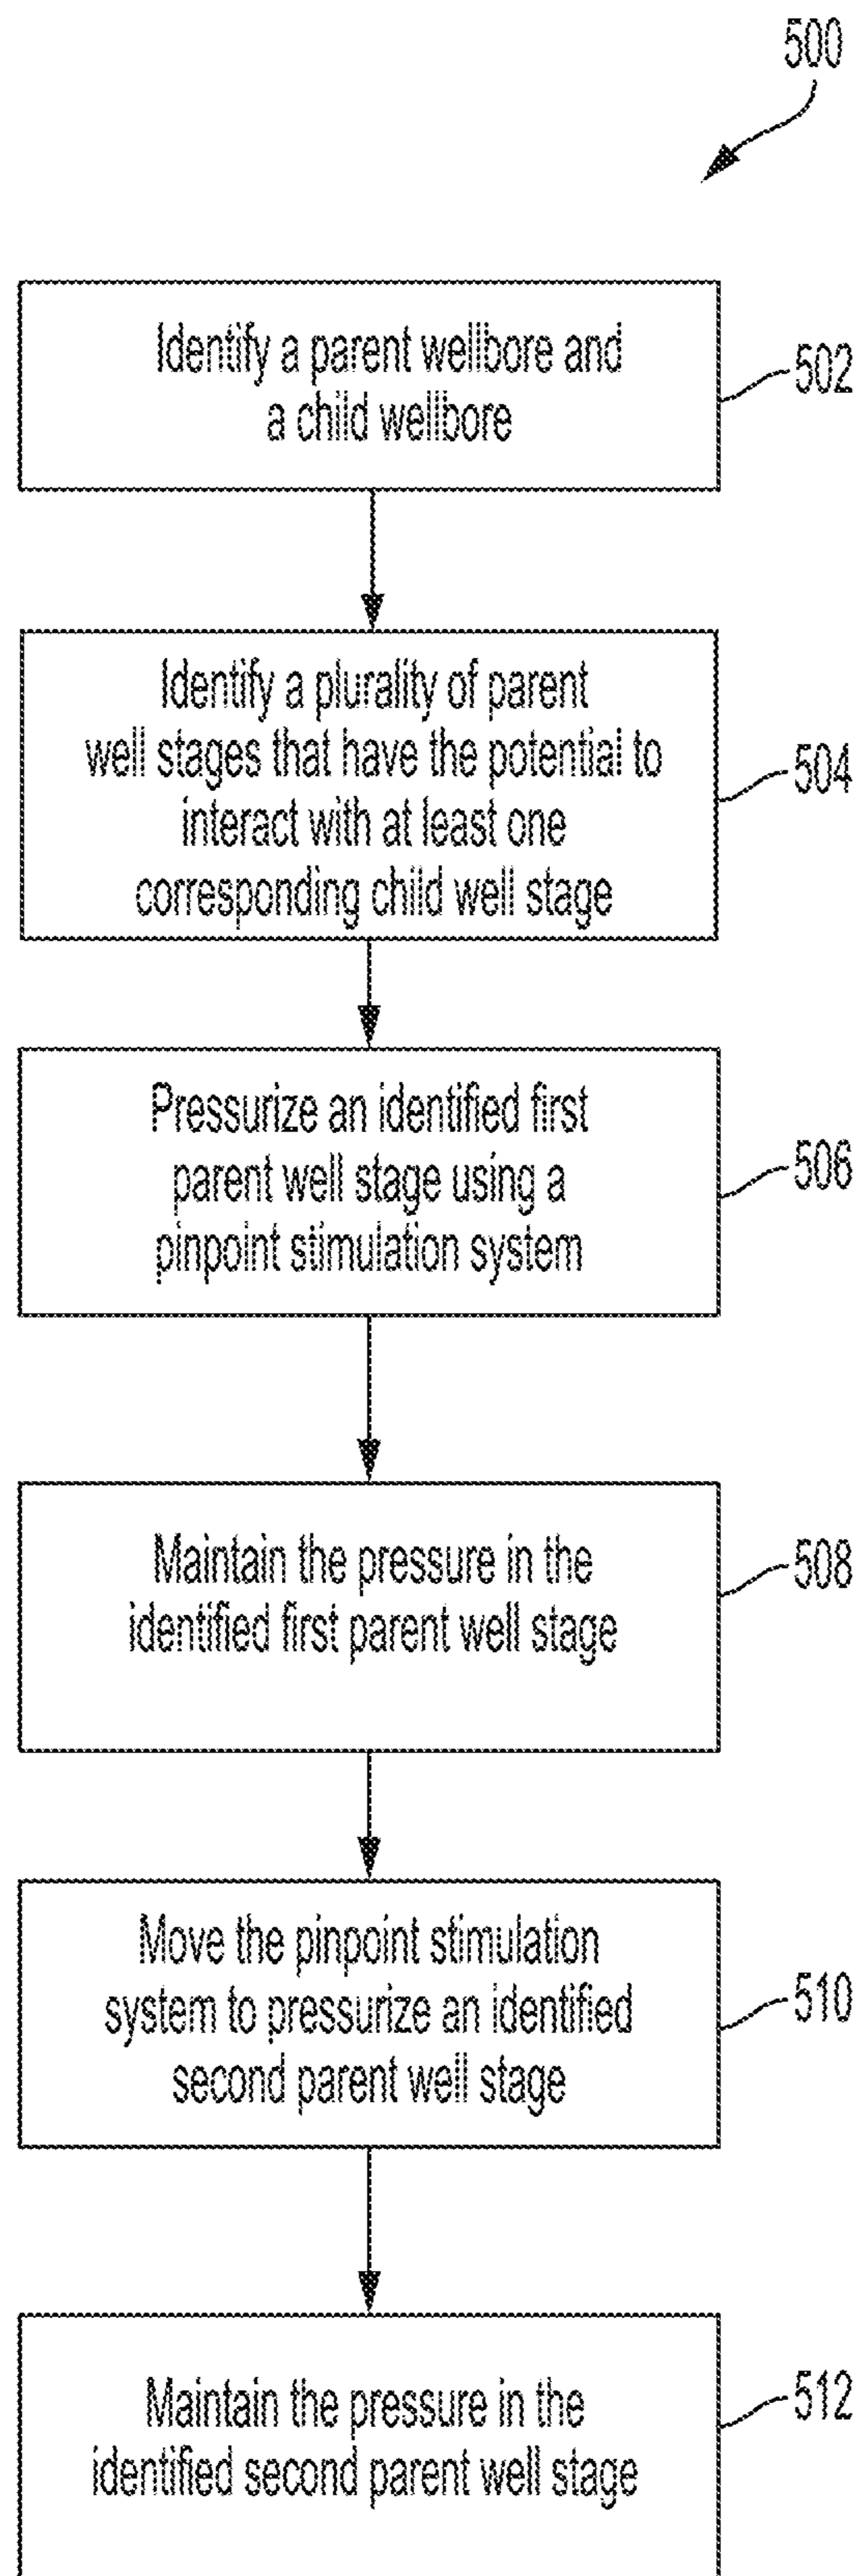 500
Identify a parent wellbore and
a child wellbore
502
Identify a plurality of parent
well stages that have the potential to
interact with at least one
corresponding child well stage
504
Pressurize an identified first
parent well stage using a
pinpoint stimulation system
506
Maintain the pressure in the
identified first parent well stage
508
Move the pinpoint stimulation
system to pressurize an identified
second parent well stage
510
Maintain the pressure in the
identified second parent well stage
512